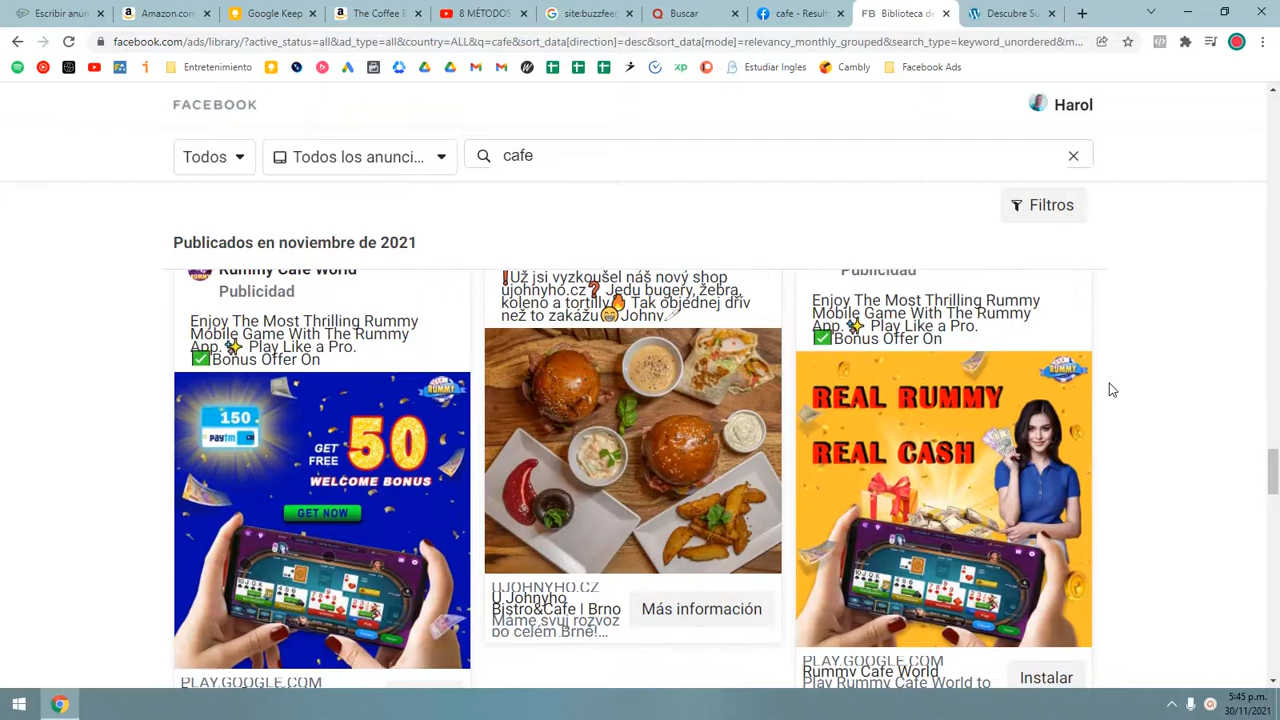 Escribir anun
Amazon.com
Google Keep
The Coffee B
8 MÉTODOS
site:buzzfee
Buscar
cafe - Result
FB Biblioteca de
Descubre Su
facebook.com/ads/library/?active_status=all&ad_type=all&country=ALL&q=cafe&sort_data[direction]=desc&sort_data[mode]=relevancy_monthly_grouped&search_type=keyword_unordered&m...
Entretenimiento
Estudiar Ingles
Cambly
Facebook Ads
FACEBOOK
Harol
Todos
Todos los anunci...
cafe
Filtros
Publicados en noviembre de 2021
Rummy Cafe World
Publicidad
Enjoy The Most Thrilling Rummy
Mobile Game With The Rummy
App.✨ Play Like a Pro.
✅Bonus Offer On
150
paytm
RUMMY
GET
FREE
50
WELCOME BONUS
GET NOW
PLAY.GOOGLE.COM
❗Už jsi vyzkoušel náš nový shop
ujohnyho.cz❓ Jedu bugery, žebra,
koleno a tortilly🔥 Tak objednej dřív
než to zakážu😁Johny.
UJOHNYHO.CZ
U Johnyho
Bistro&Cafe | Brno
Máme svůj rozvoz
po celém Brně!...
Más información
Publicidad
Enjoy The Most Thrilling Rummy
Mobile Game With The Rummy
App.✨ Play Like a Pro.
✅Bonus Offer On
RUMMY
REAL RUMMY
REAL CASH
PLAY.GOOGLE.COM
Rummy Cafe World
Play Rummy Cafe World to
Instalar
5:45 p.m.
30/11/2021